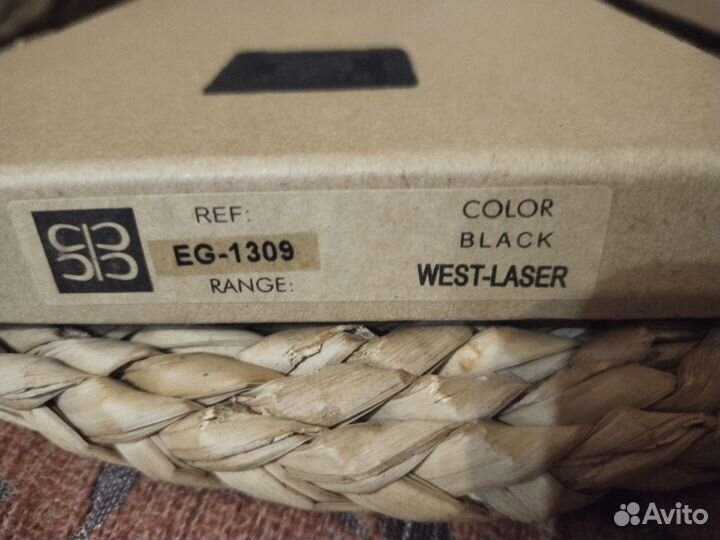 REF:
EG-1309
RANGE:
COLOR
BLACK
WEST-LASER
Avito